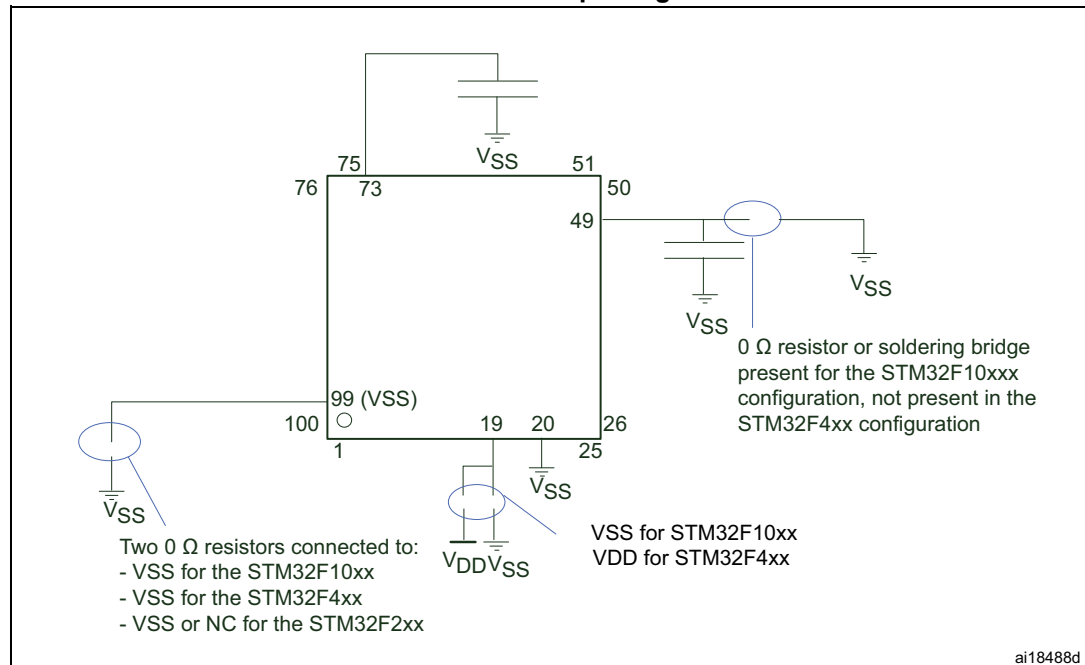 VSS
75
51
76
73
50
49
VSS
VSS
0 Ω resistor or soldering bridge
present for the STM32F10xxx
configuration, not present in the
STM32F4xx configuration
99 (VSS)
100
19
20
26
1
25
VSS
VSS
VDD
VSS
VSS for STM32F10xx
VDD for STM32F4xx
Two 0 Ω resistors connected to:
- VSS for the STM32F10xx
- VSS for the STM32F4xx
- VSS or NC for the STM32F2xx
ai18488d